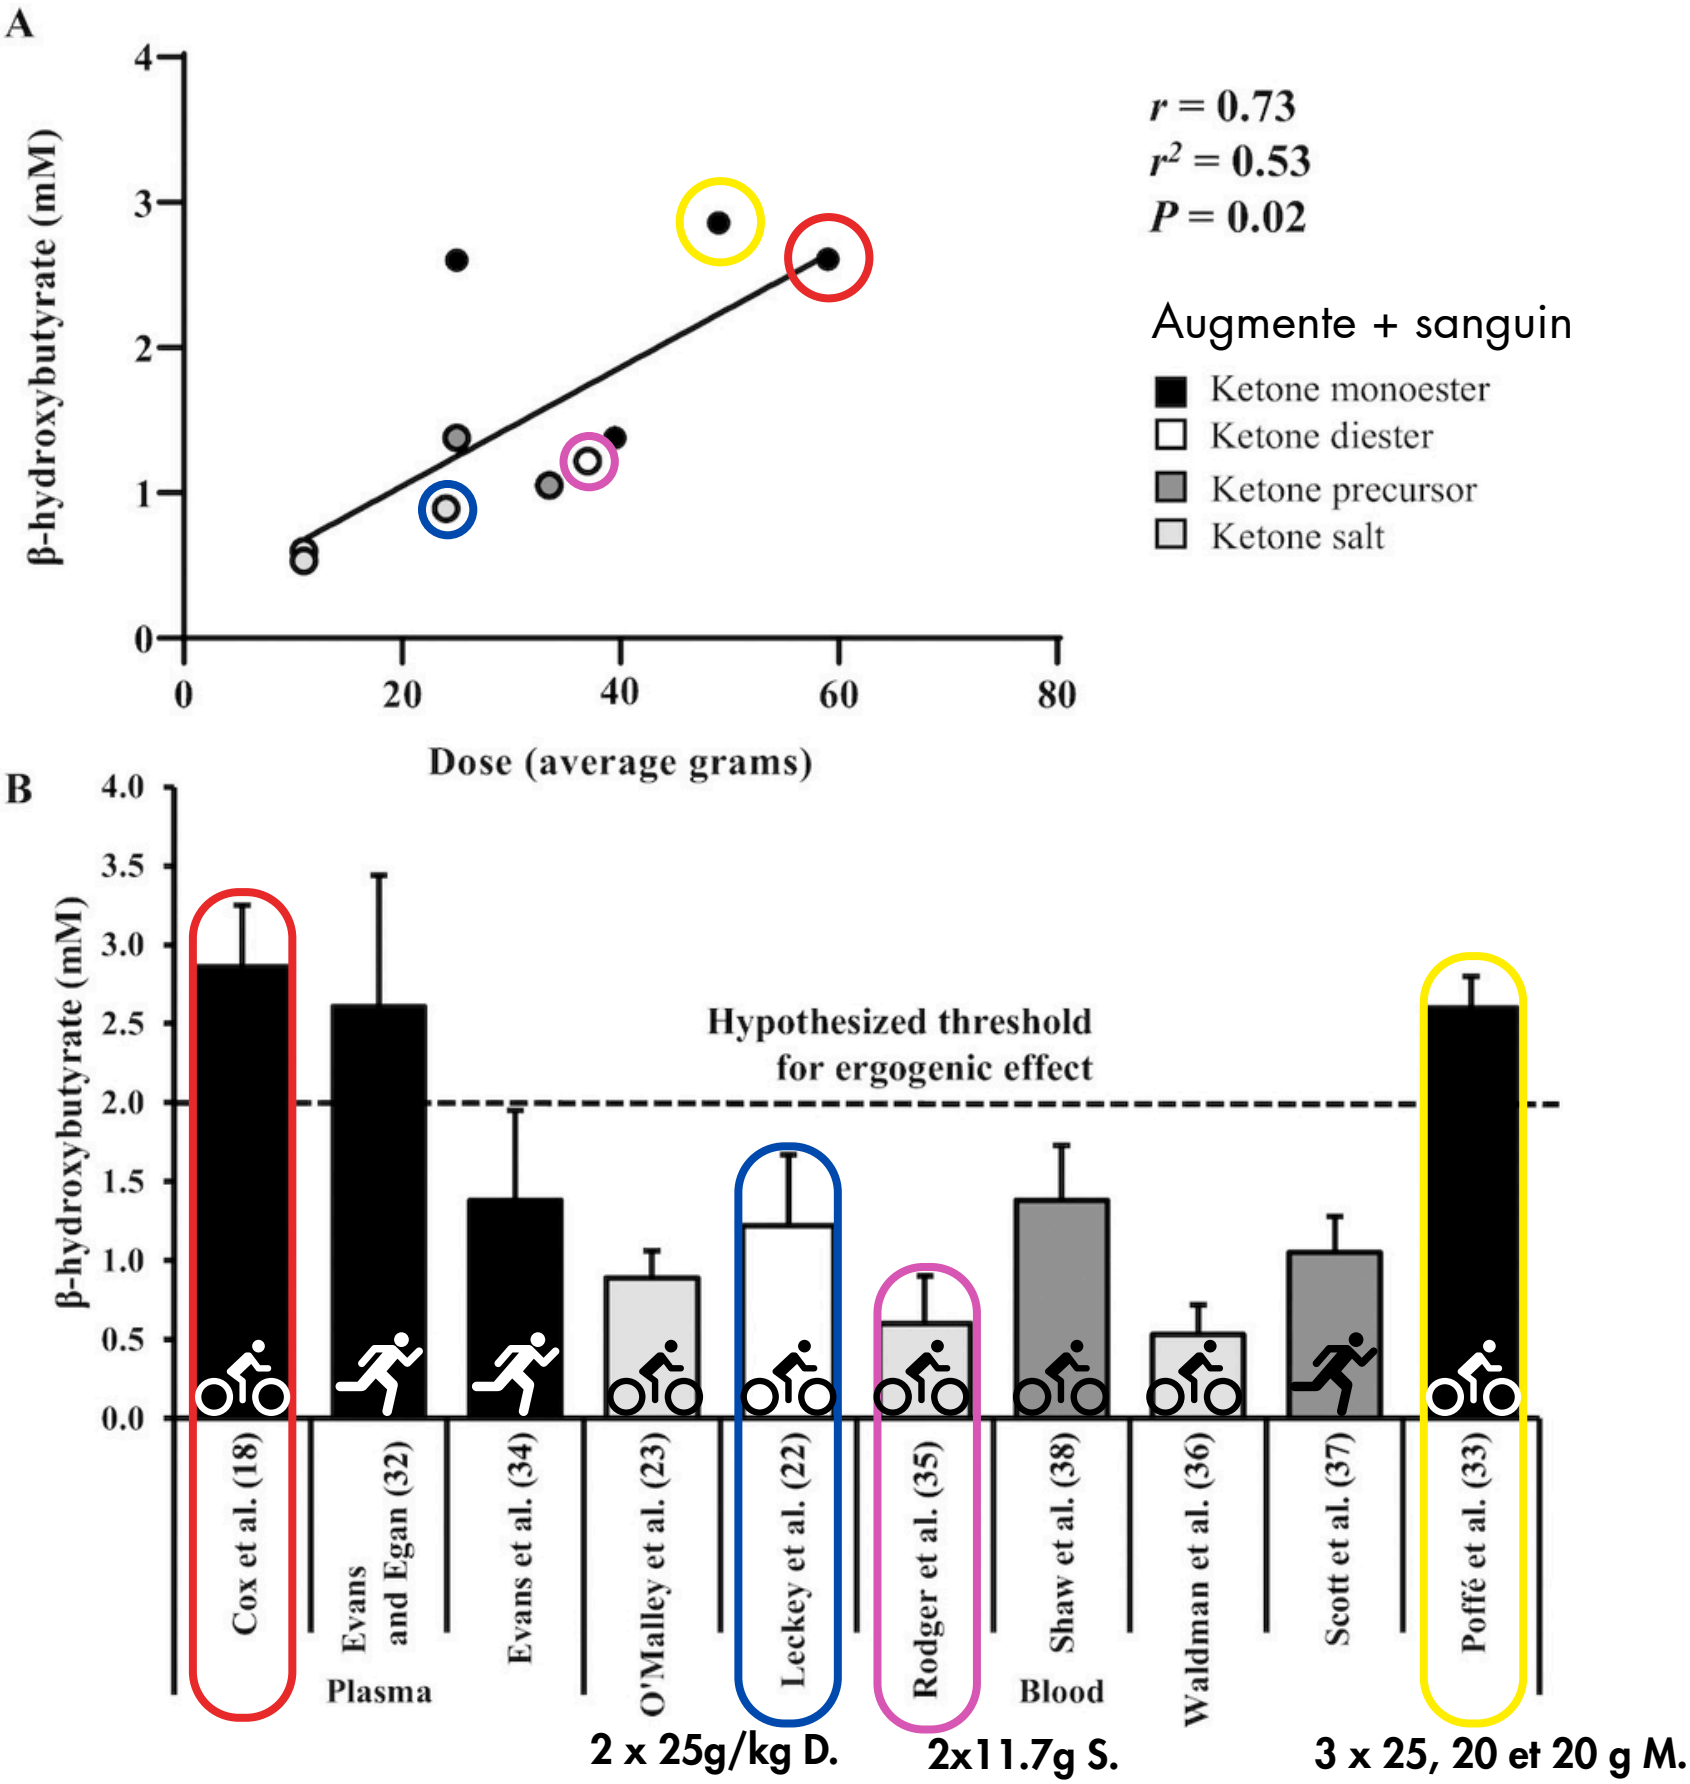 A
4
3
2
1
0
β-hydroxybutyrate (mM)
0 20 40 60 80
Dose (average grams)
r = 0.73
r² = 0.53
P = 0.02
Augmente + sanguin
Ketone monoester
Ketone diester
Ketone precursor
Ketone salt
B
4.0
3.5
3.0
2.5
2.0
1.5
1.0
0.5
0.0
β-hydroxybutyrate (mM)
Hypothesized threshold
for ergogenic effect
Cox et al. (18)
Evans
and Egan (32)
Evans et al. (34)
O'Malley et al. (23)
Leckey et al. (22)
Rodger et al. (35)
Shaw et al. (38)
Waldman et al. (36)
Scott et al. (37)
Poffé et al. (33)
Plasma
Blood
2 x 25g/kg D.
2x11.7g S.
3 x 25, 20 et 20 g M.